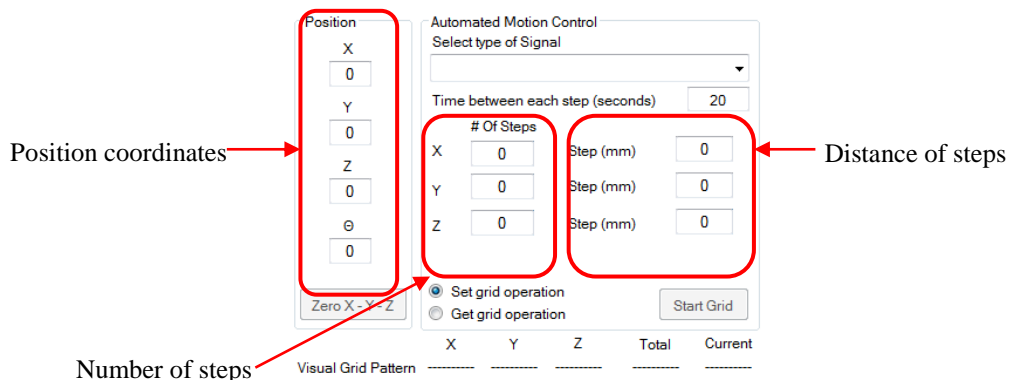 Position
X
0
Y
0
Z
0
Θ
0
Zero X - Y - Z
Position coordinates
Automated Motion Control
Select type of Signal
Time between each step (seconds) 20
# Of Steps
X 0 Step (mm) 0
Y 0 Step (mm) 0
Z 0 Step (mm) 0
Distance of steps
Set grid operation
Get grid operation
Start Grid
Number of steps
X Y Z Total Current
Visual Grid Pattern ---------- ---------- ---------- ---------- ----------